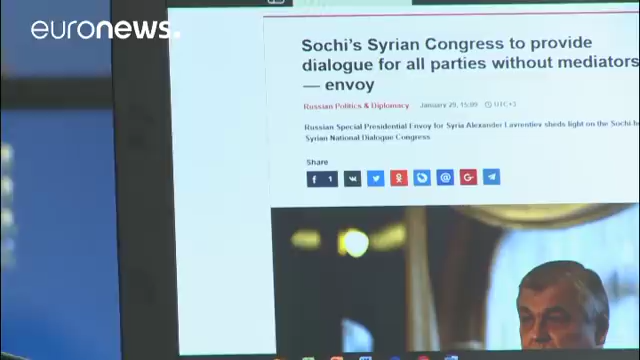 euronews.
Sochi's Syrian Congress to provide
dialogue for all parties without mediators
— envoy
Russian Politics & Diplomacy January 29, 15:09 UTC+3
Russian Special Presidential Envoy for Syria Alexander Lavrentiev sheds light on the Sochi
Syrian National Dialogue Congress
Share
f 1